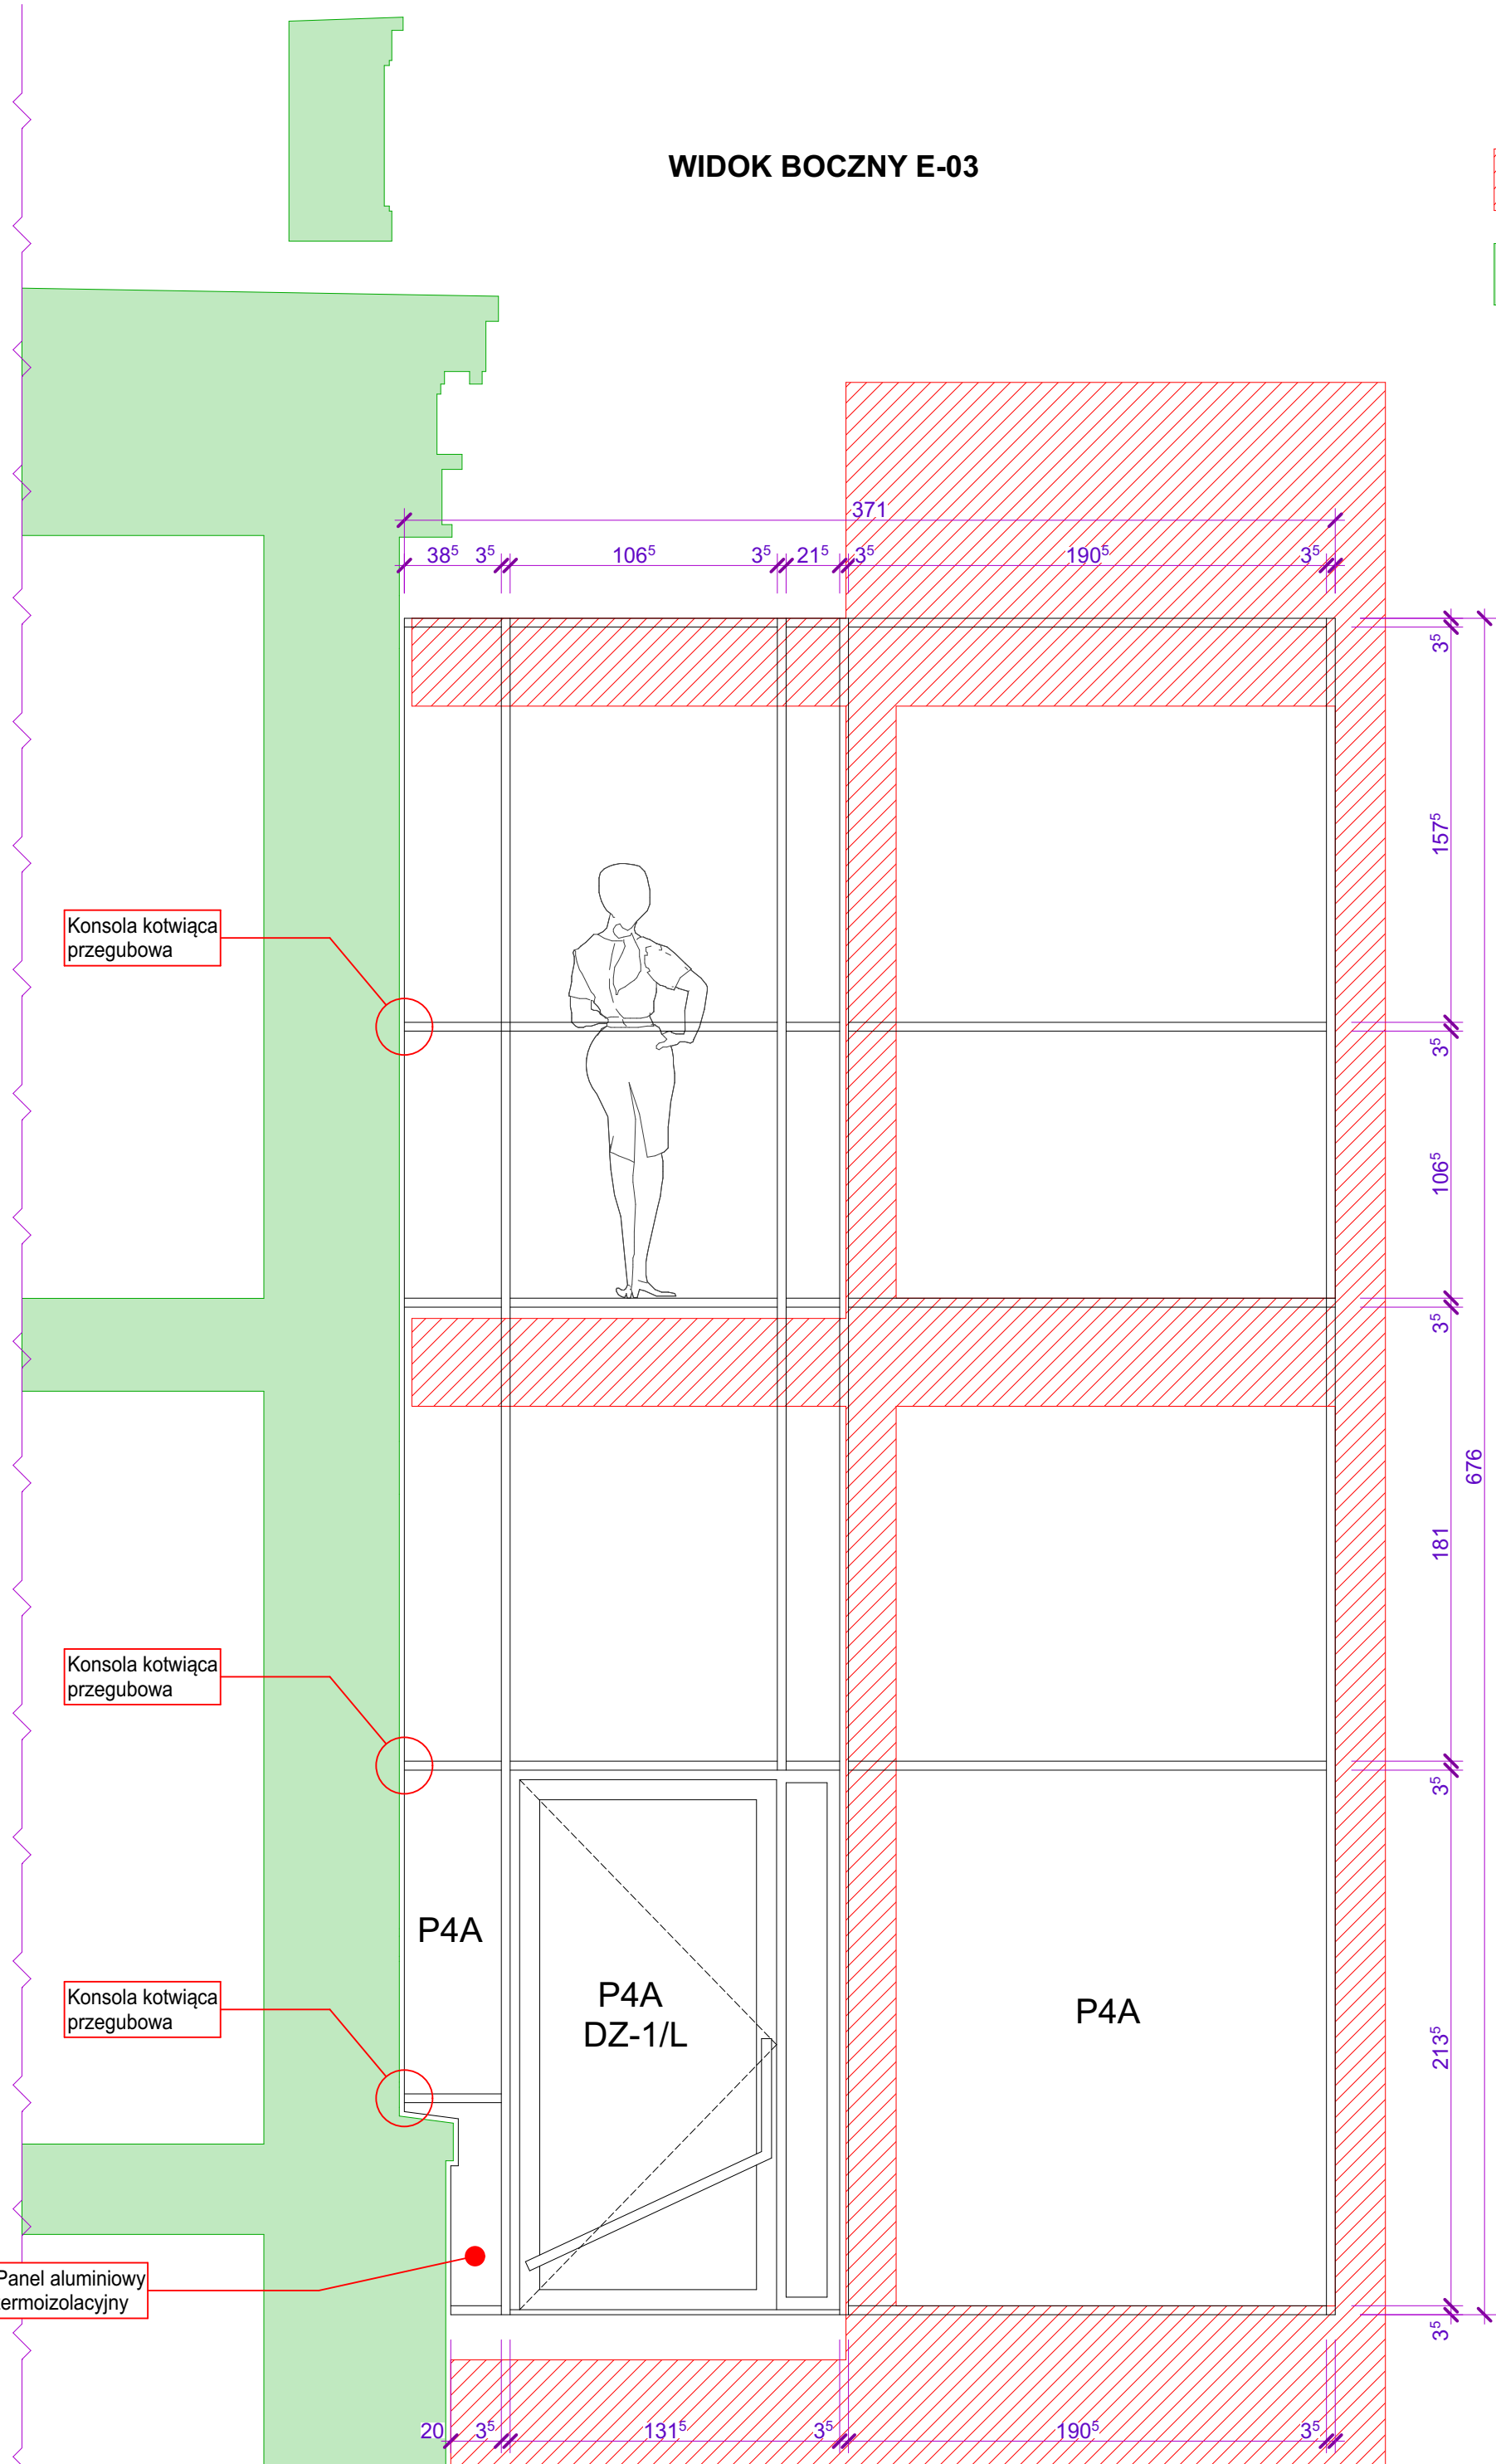 WIDOK BOCZNY E-03
371
38⁵ 3⁵ 106⁵ 3⁵ 21⁵ 3⁵ 190⁵ 3⁵
3⁵
157⁵
Konsola kotwiąca
przegubowa
3⁵
106⁵
3⁵
676
181
Konsola kotwiąca
przegubowa
3⁵
P4A
P4A
DZ-1/L
P4A
Konsola kotwiąca
przegubowa
213⁵
Panel aluminiowy
ermoizolacyjny
3⁵
20 3⁵ 131⁵ 3⁵ 190⁵ 3⁵